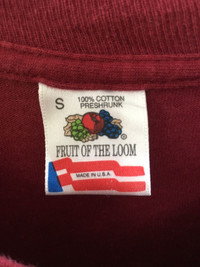 S 100% COTTON
PRESHRUNK
FRUIT OF THE LOOM
MADE IN U.S.A.